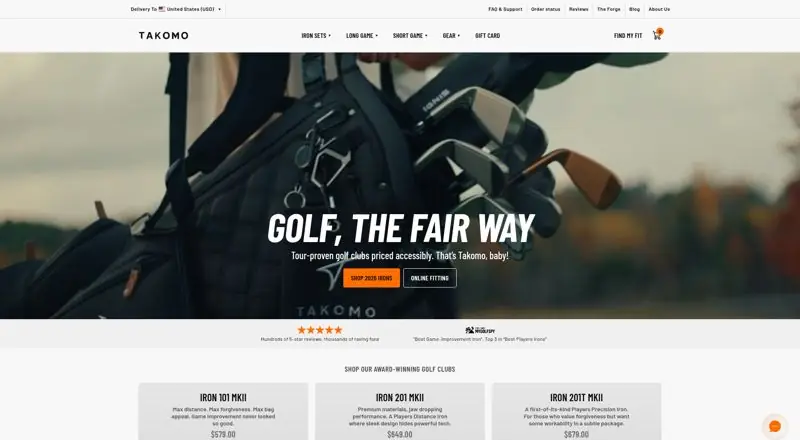 Delivery To United States (USD)
FAQ & Support
Order status
Reviews
The Forge
Blog
About Us
TAKOMO
IRON SETS
LONG GAME
SHORT GAME
GEAR
GIFT CARD
FIND MY FIT
GOLF, THE FAIR WAY
Tour-proven golf clubs priced accessibly. That's Takomo, baby!
SHOP 2025 IRONS
ONLINE FITTING
TAKOMO
Hundreds of 5-star reviews, thousands of raving fans
MYGOLFSPY
"Best Game-Improvement Iron", Top 3 in "Best Players Irons"
SHOP OUR AWARD-WINNING GOLF CLUBS
IRON 101 MKII
Max distance. Max forgiveness. Max bag
appeal. Game improvement never looked
so good.
$579.00
IRON 201 MKII
Premium materials, jaw dropping
performance. A Players Distance Iron
where sleek design hides powerful tech.
$649.00
IRON 201T MKII
A first-of-its-kind Players Precision Iron.
For those who value forgiveness but want
some workability in a subtle package.
$679.00